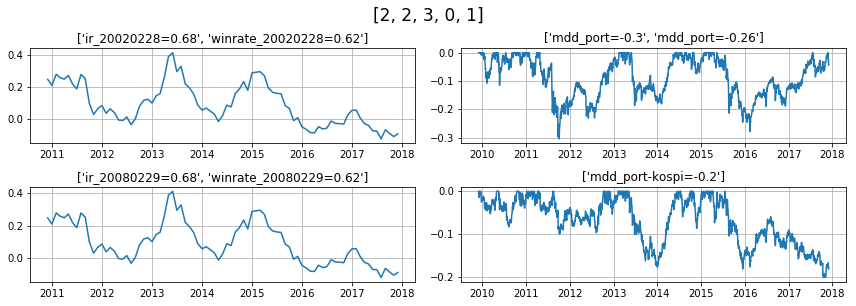 [2, 2, 3, 0, 1]
['ir_20020228=0.68', 'winrate_20020228=0.62']
0.4
0.2
0.0
2011 2012 2013 2014 2015 2016 2017 2018
['mdd_port=-0.3', 'mdd_port=-0.26']
0.0
−0.1
−0.2
−0.3
2010 2011 2012 2013 2014 2015 2016 2017 2018
['ir_20080229=0.68', 'winrate_20080229=0.62']
0.4
0.2
0.0
2011 2012 2013 2014 2015 2016 2017 2018
['mdd_port-kospi=-0.2']
0.0
−0.1
−0.2
2010 2011 2012 2013 2014 2015 2016 2017 2018